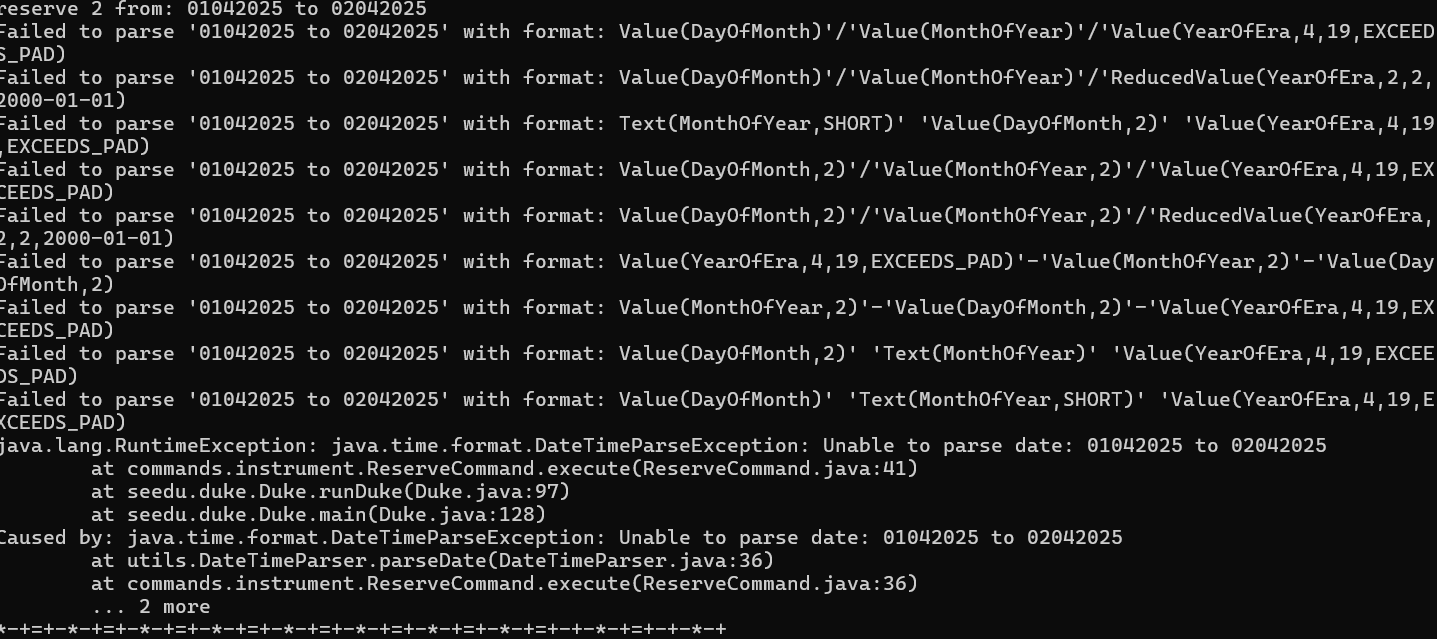 reserve 2 from: 01042025 to 02042025
Failed to parse '01042025 to 02042025' with format: Value(DayOfMonth)'/'Value(MonthOfYear)'/'Value(YearOfEra,4,19,EXCEED
S_PAD)
Failed to parse '01042025 to 02042025' with format: Value(DayOfMonth)'/'Value(MonthOfYear)'/'ReducedValue(YearOfEra,2,2,
2000-01-01)
Failed to parse '01042025 to 02042025' with format: Text(MonthOfYear,SHORT)' 'Value(DayOfMonth,2)' 'Value(YearOfEra,4,19
,EXCEEDS_PAD)
Failed to parse '01042025 to 02042025' with format: Value(DayOfMonth,2)'/'Value(MonthOfYear,2)'/'Value(YearOfEra,4,19,EX
CEEDS_PAD)
Failed to parse '01042025 to 02042025' with format: Value(DayOfMonth,2)'/'Value(MonthOfYear,2)'/'ReducedValue(YearOfEra,
2,2,2000-01-01)
Failed to parse '01042025 to 02042025' with format: Value(YearOfEra,4,19,EXCEEDS_PAD)'-'Value(MonthOfYear,2)'-'Value(Day
OfMonth,2)
Failed to parse '01042025 to 02042025' with format: Value(MonthOfYear,2)'-'Value(DayOfMonth,2)'-'Value(YearOfEra,4,19,EX
CEEDS_PAD)
Failed to parse '01042025 to 02042025' with format: Value(DayOfMonth,2)' 'Text(MonthOfYear)' 'Value(YearOfEra,4,19,EXCEE
DS_PAD)
Failed to parse '01042025 to 02042025' with format: Value(DayOfMonth)' 'Text(MonthOfYear,SHORT)' 'Value(YearOfEra,4,19,E
XCEEDS_PAD)
java.lang.RuntimeException: java.time.format.DateTimeParseException: Unable to parse date: 01042025 to 02042025
        at commands.instrument.ReserveCommand.execute(ReserveCommand.java:41)
        at seedu.duke.Duke.runDuke(Duke.java:97)
        at seedu.duke.Duke.main(Duke.java:128)
Caused by: java.time.format.DateTimeParseException: Unable to parse date: 01042025 to 02042025
        at utils.DateTimeParser.parseDate(DateTimeParser.java:36)
        at commands.instrument.ReserveCommand.execute(ReserveCommand.java:36)
        ... 2 more
*-+=+-*-+=+-*-+=+-*-+=+-*-+=+-*-+=+-*-+=+-*-+=+-*-+=+-+-*-+